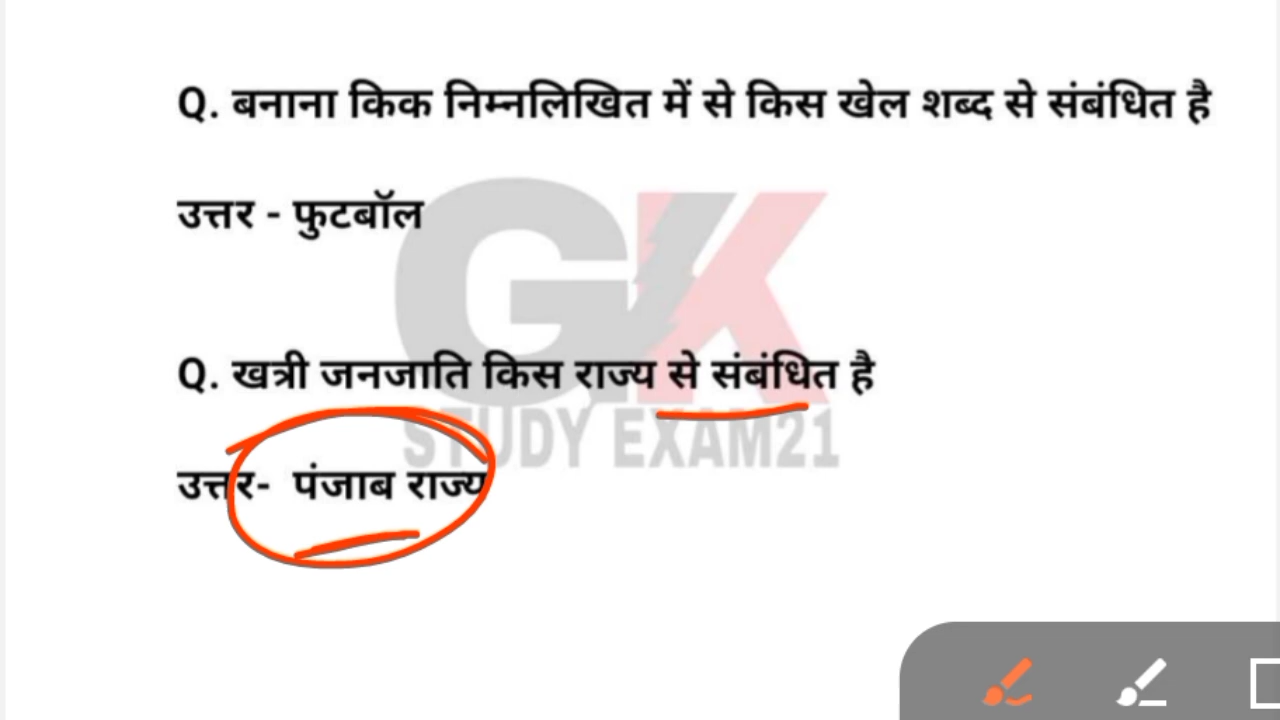 Q. बनाना किक निम्नलिखित में से किस खेल शब्द से संबंधित है
उत्तर - फुटबॉल
GK
Q. खत्री जनजाति किस राज्य से संबंधित है
STUDY EXAM21
उत्तर- पंजाब राज्य